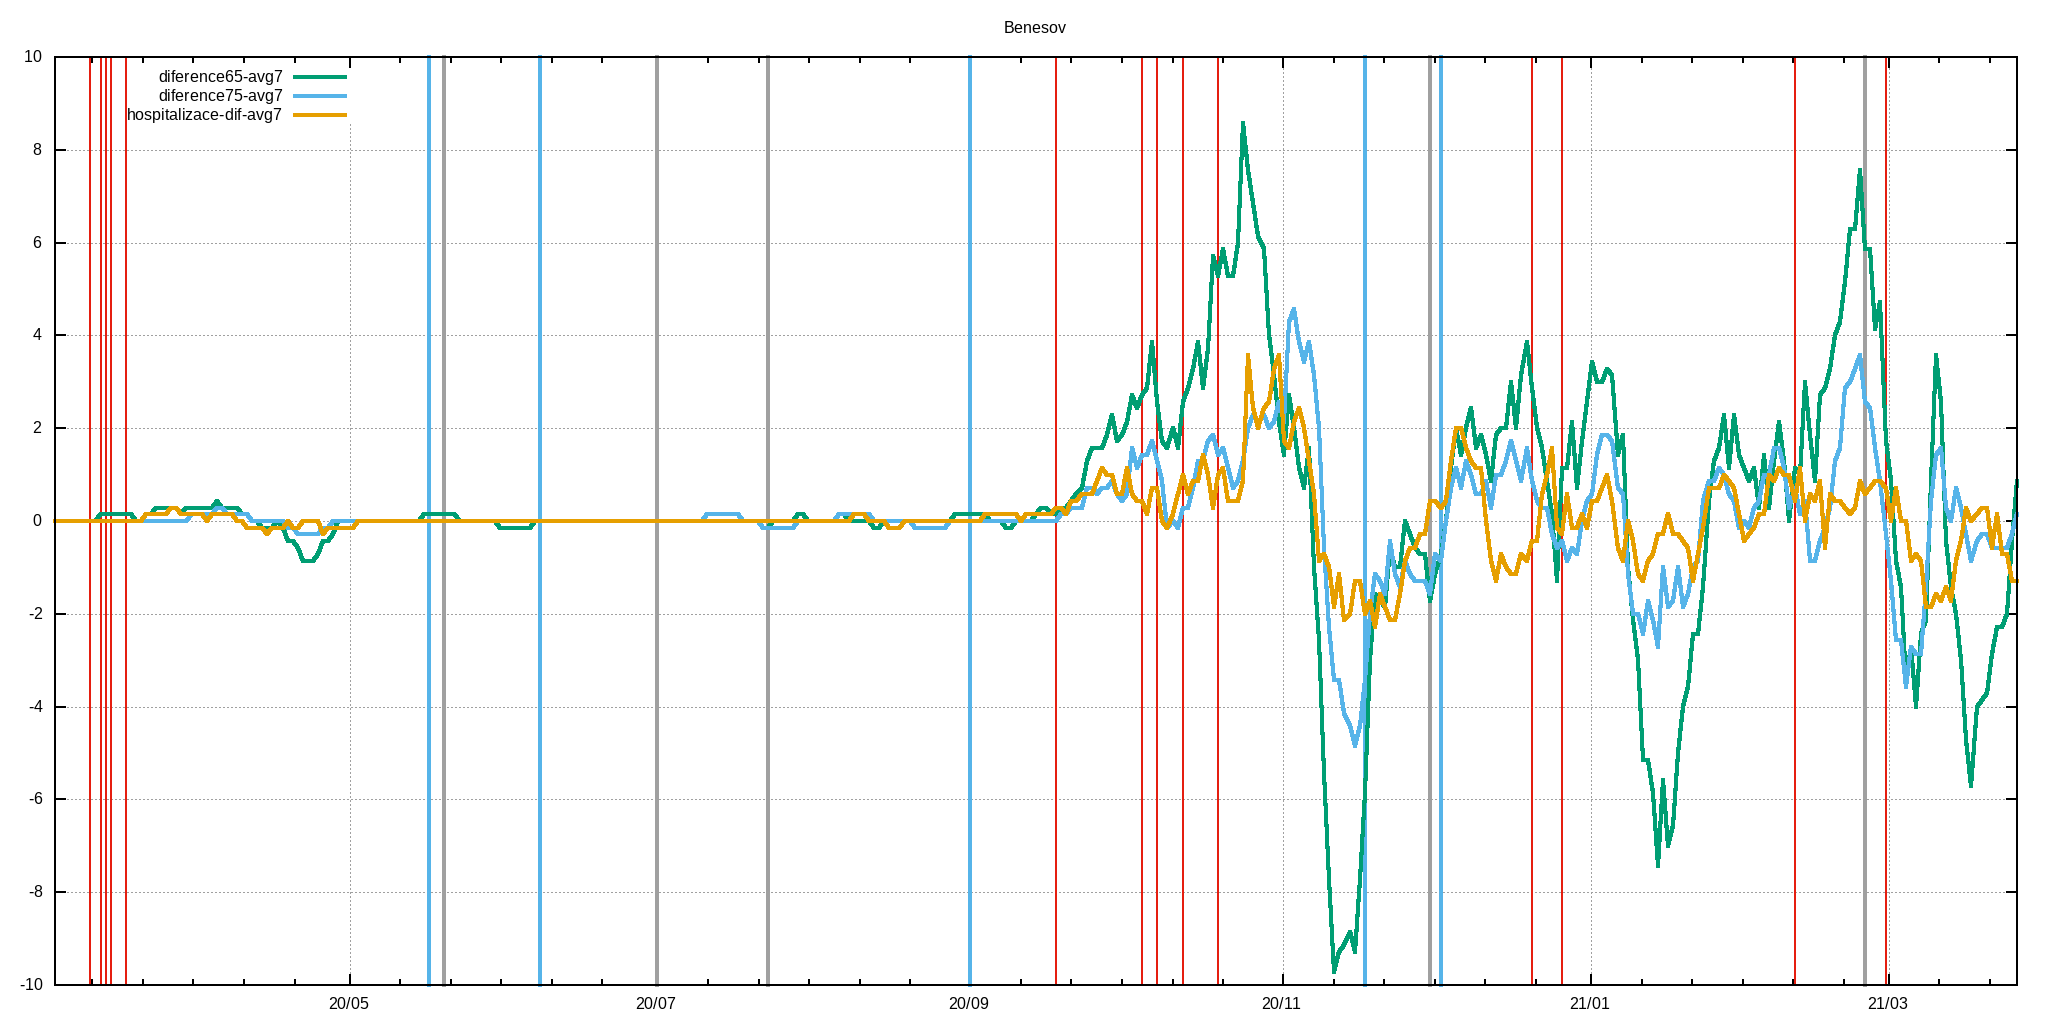 Benesov
diference65-avg7
diference75-avg7
hospitalizace-dif-avg7
10
8
6
4
2
0
-2
-4
-6
-8
-10
20/05 20/07 20/09 20/11 21/01 21/03